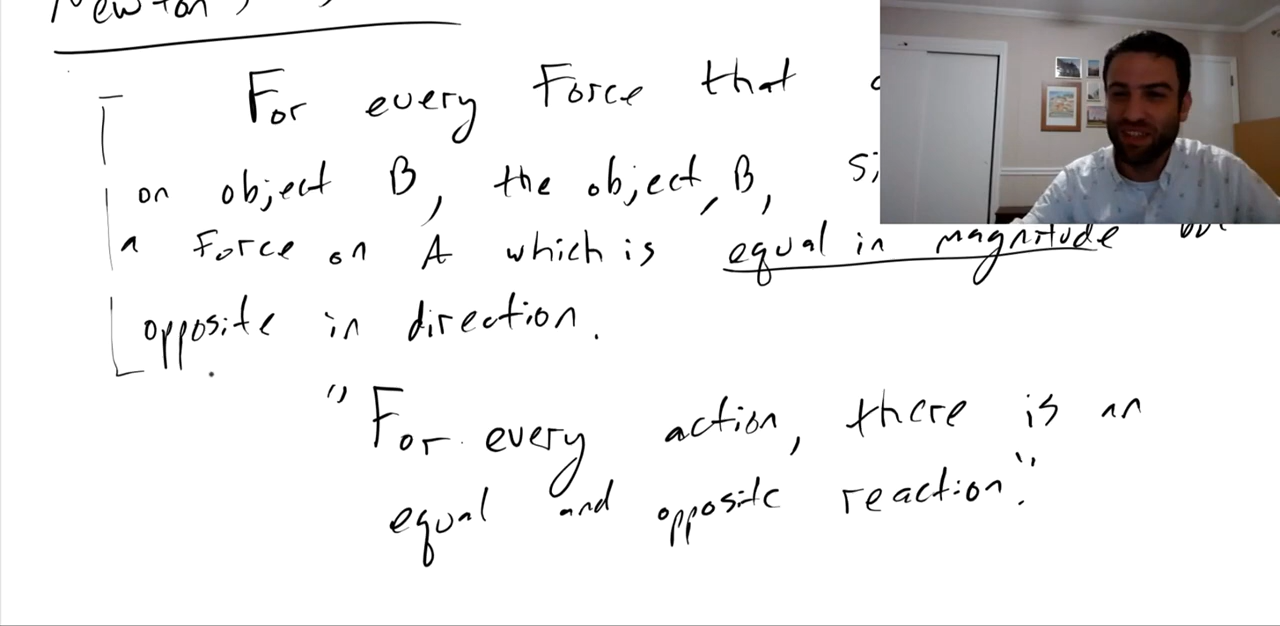 For every Force that
on object B, the object, B,
a Force on A which is equal in magnitude
opposite in direction.
"For every action, there is an
equal and opposite reaction."